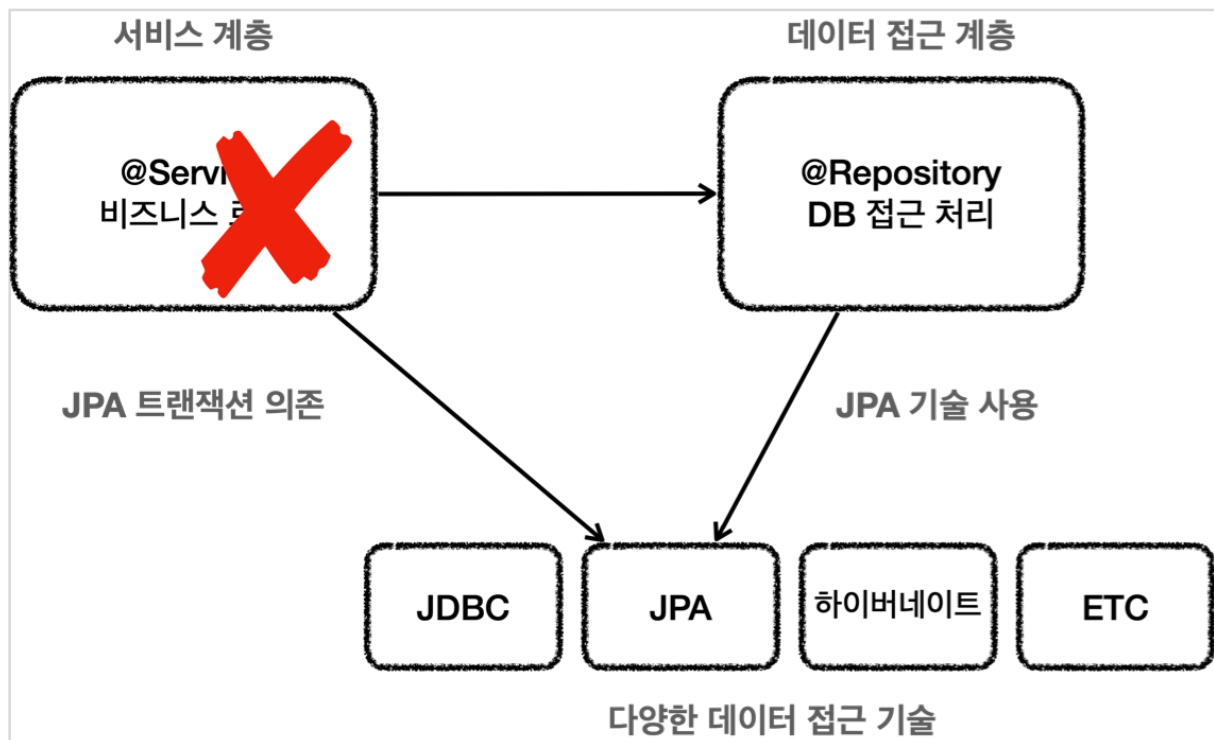 서비스 계층
데이터 접근 계층
@Servi
비즈니스
@Repository
DB 접근 처리
JPA 트랜잭션 의존
JPA 기술 사용
JDBC
JPA
하이버네이트
ETC
다양한 데이터 접근 기술